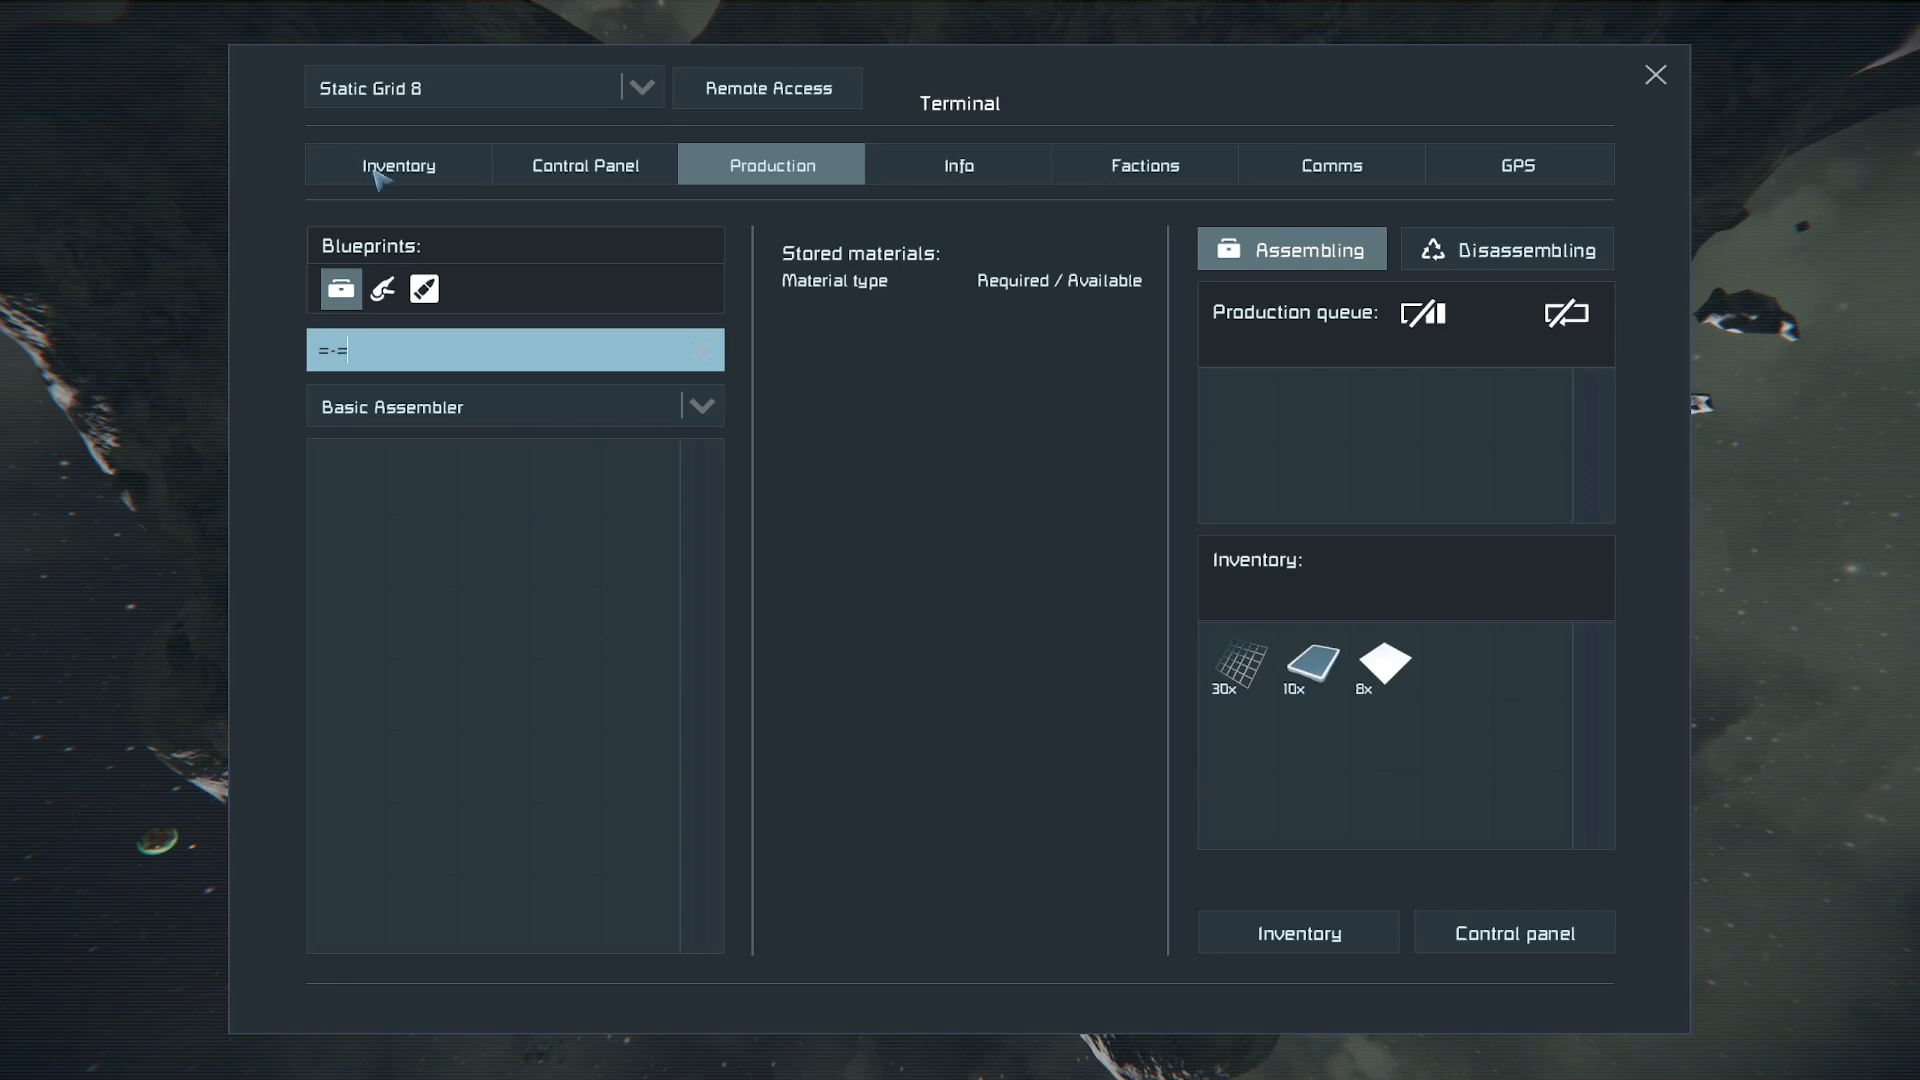 Static Grid 8
Remote Access
Terminal
Inventory
Control Panel
Production
Info
Factions
Comms
GPS
Blueprints:
=-=
Basic Assembler
Stored materials:
Material type
Required / Available
Assembling
Disassembling
Production queue:
Inventory:
30x
10x
8x
Inventory
Control panel